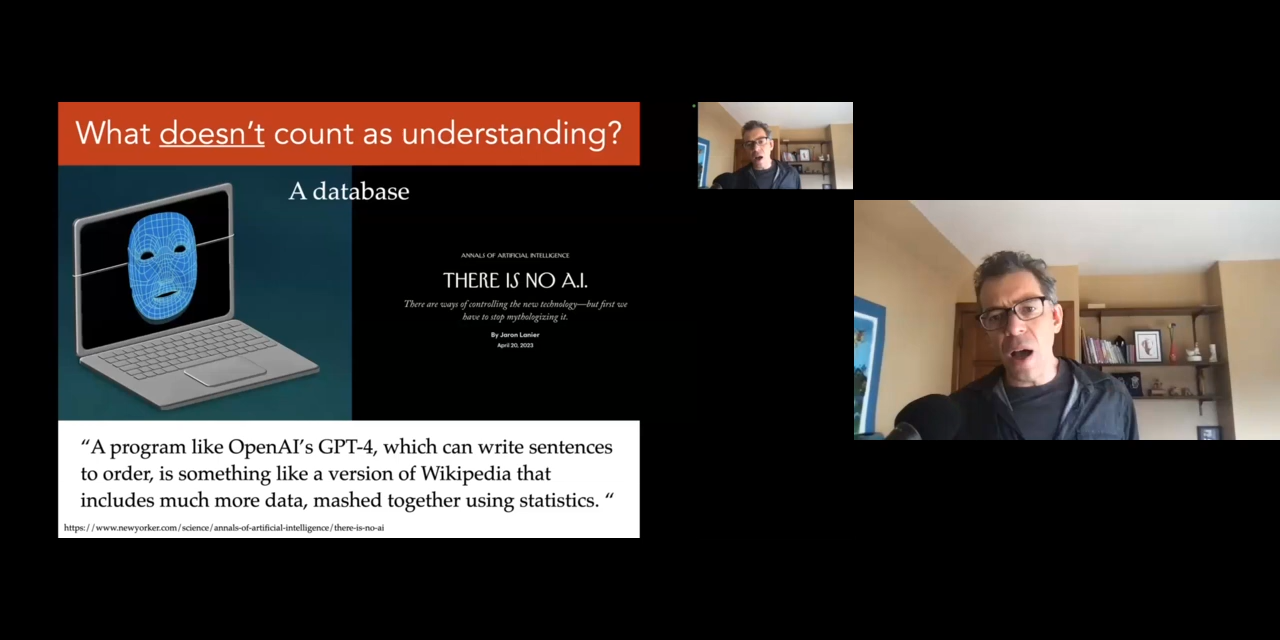 What doesn't count as understanding?
A database
ANNALS OF ARTIFICIAL INTELLIGENCE
THERE IS NO A.I.
There are ways of controlling the new technology—but first we
have to stop mythologizing it.
By Jaron Lanier
April 20, 2023
“A program like OpenAI’s GPT-4, which can write sentences
to order, is something like a version of Wikipedia that
includes much more data, mashed together using statistics. “
https://www.newyorker.com/science/annals-of-artificial-intelligence/there-is-no-ai